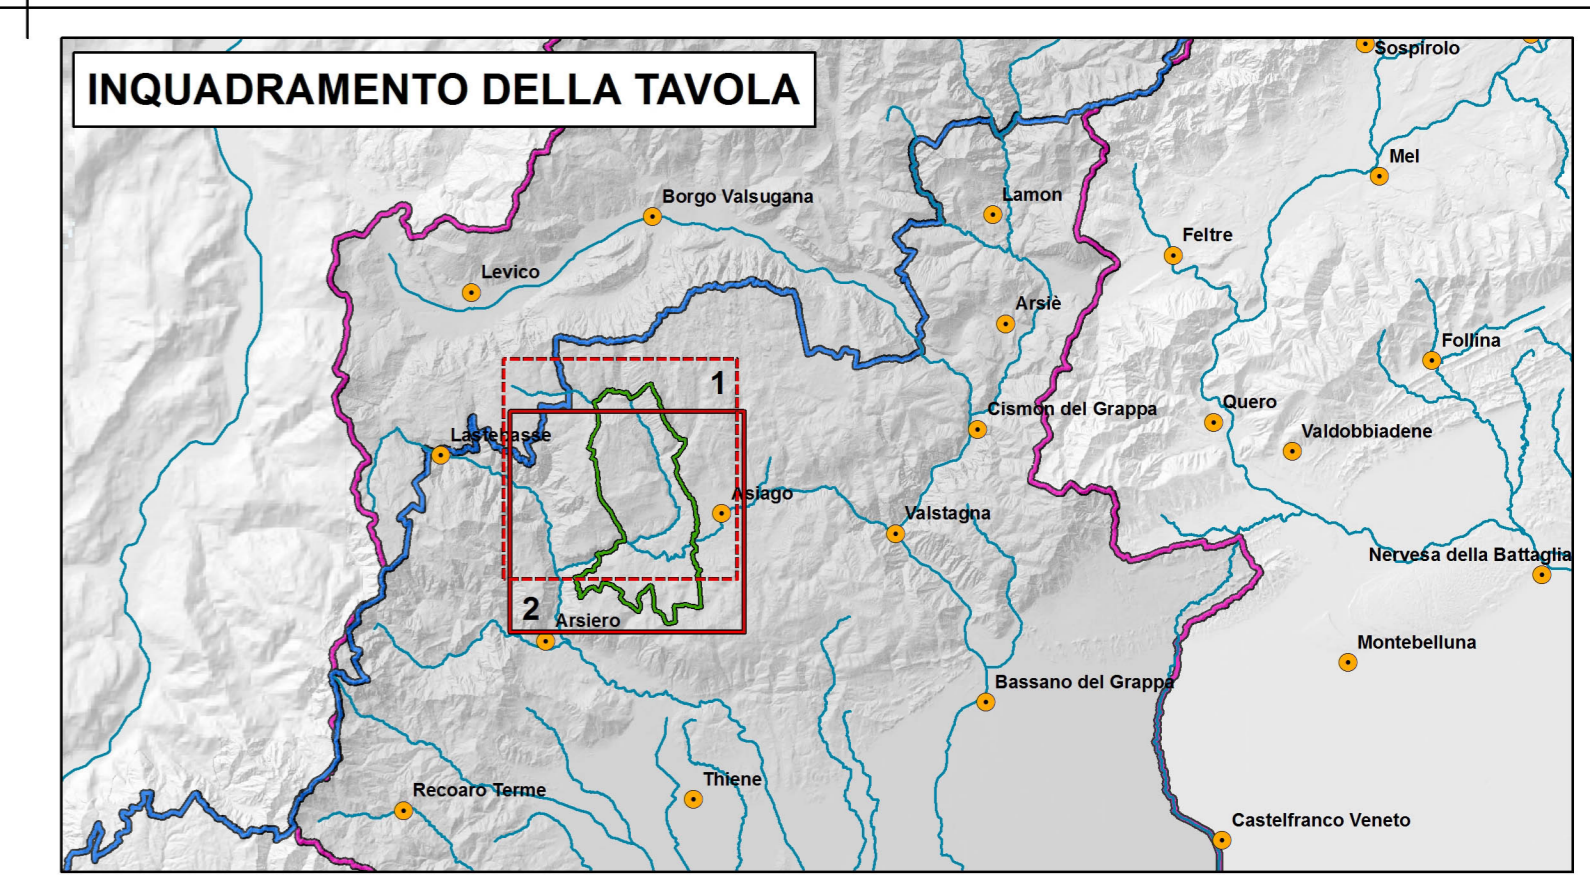 Sospirolo
INQUADRAMENTO DELLA TAVOLA
Mel
Borgo Valsugana
Lamon
Feltre
Levico
Arsiè
Follina
1
Quero
Cismon del Grappa
Valdobbiadene
Lastebasse
Asiago
Valstagna
Nervesa della Battaglia
2
Arsiero
Montebelluna
Bassano del Grappa
Thiene
Recoaro Terme
Castelfranco Veneto